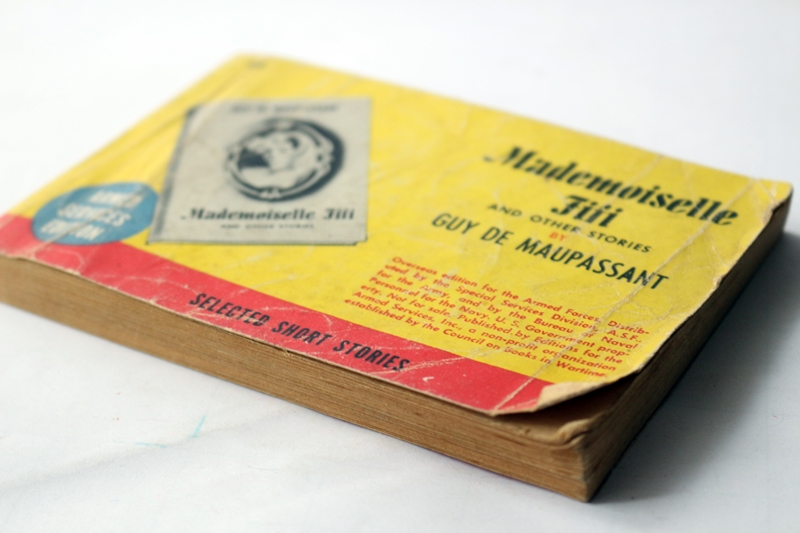 Mademoiselle
Fifi
AND OTHER STORIES
BY
GUY DE MAUPASSANT
Overseas edition for the Armed Forces. Distrib-
uted by the Special Services Division, A.S.F.,
for the Army, and by the Bureau of Naval
Personnel for the Navy. U. S. Government prop-
erty. Not for sale. Published by Editions for the
Armed Services, Inc., a non-profit organization
established by the Council on Books in Wartime.
Mademoiselle Fifi
AND OTHER STORIES
ARMED
SERVICES
EDITION
SELECTED SHORT STORIES